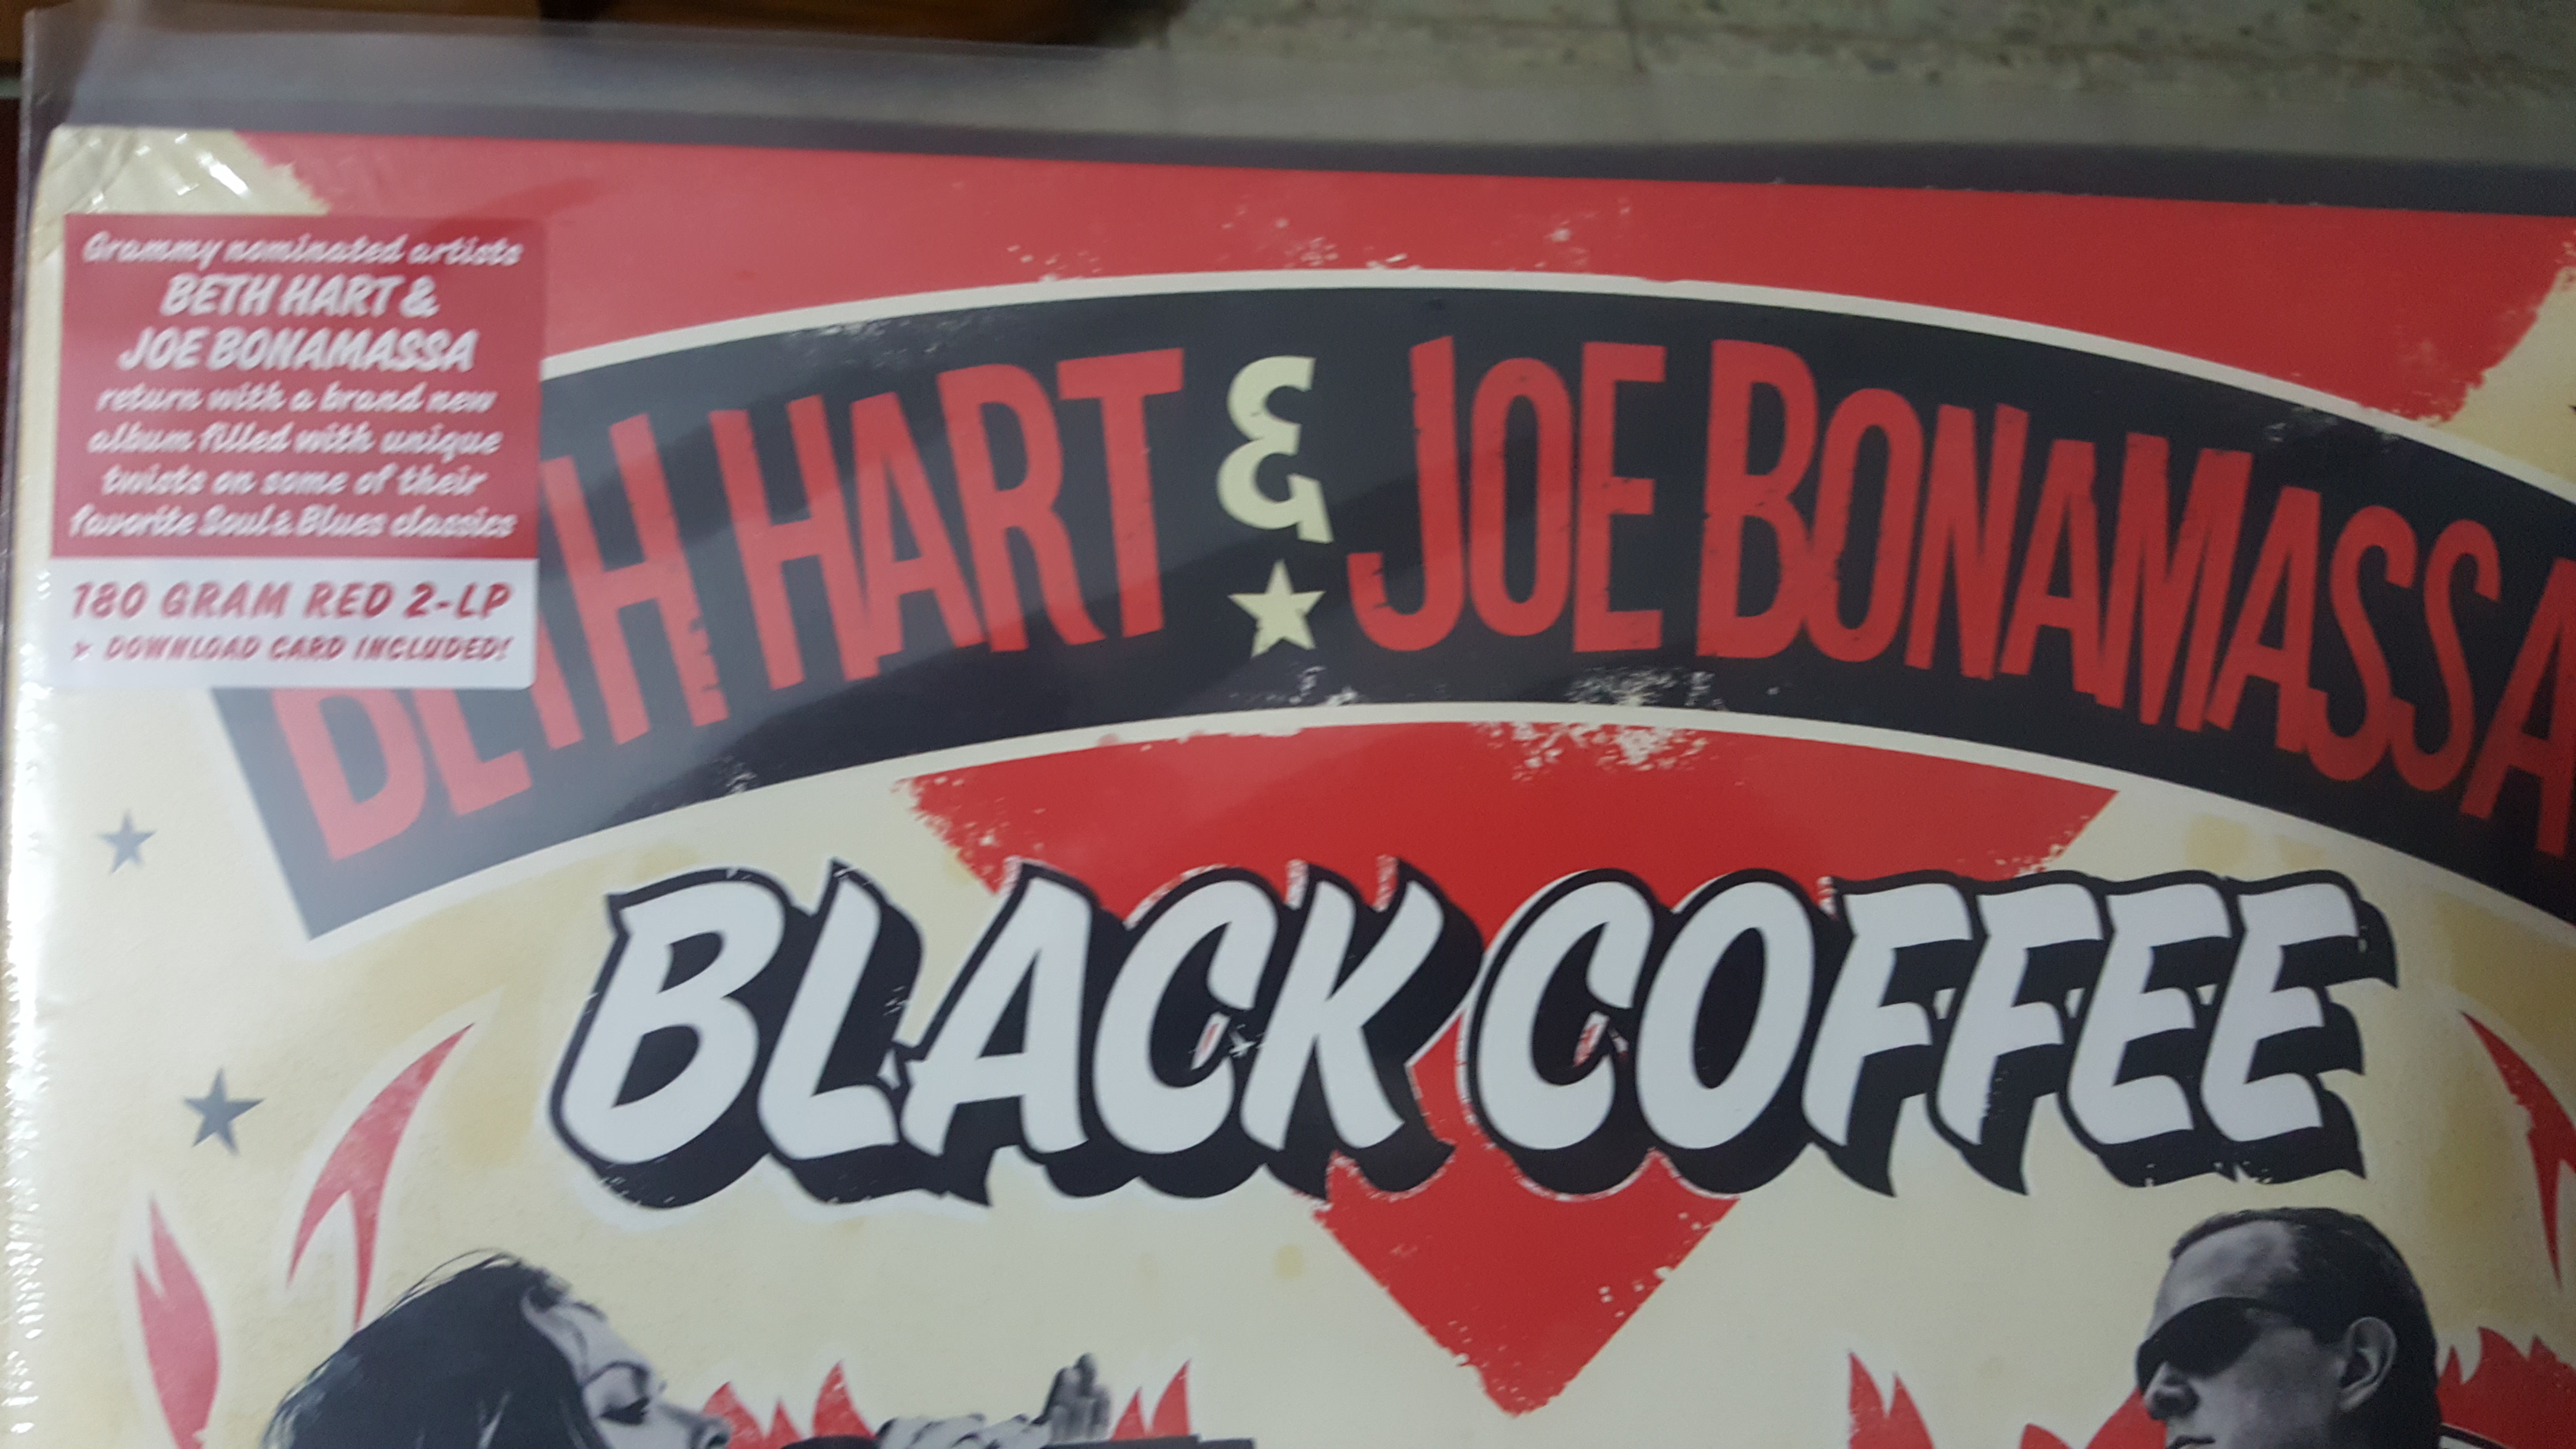 Grammy nominated artists
BETH HART &
JOE BONAMASSA
return with a brand new
album filled with unique
twists on some of their
favorite Soul & Blues classics
180 GRAM RED 2-LP
★ DOWNLOAD CARD INCLUDED!
BETH HART & JOE BONAMASSA
BLACK COFFEE